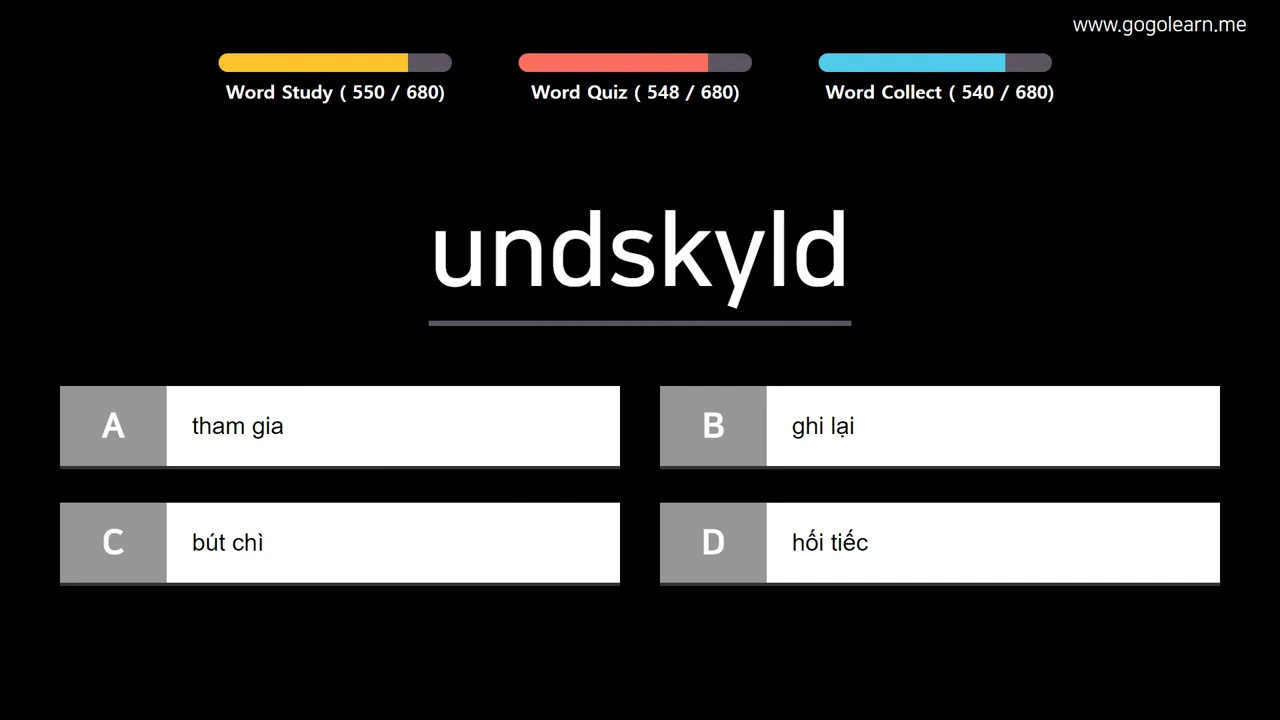 www.gogolearn.me
Word Study ( 550 / 680)
Word Quiz ( 548 / 680)
Word Collect ( 540 / 680)
undskyld
A tham gia
B ghi lại
C bút chì
D hối tiếc